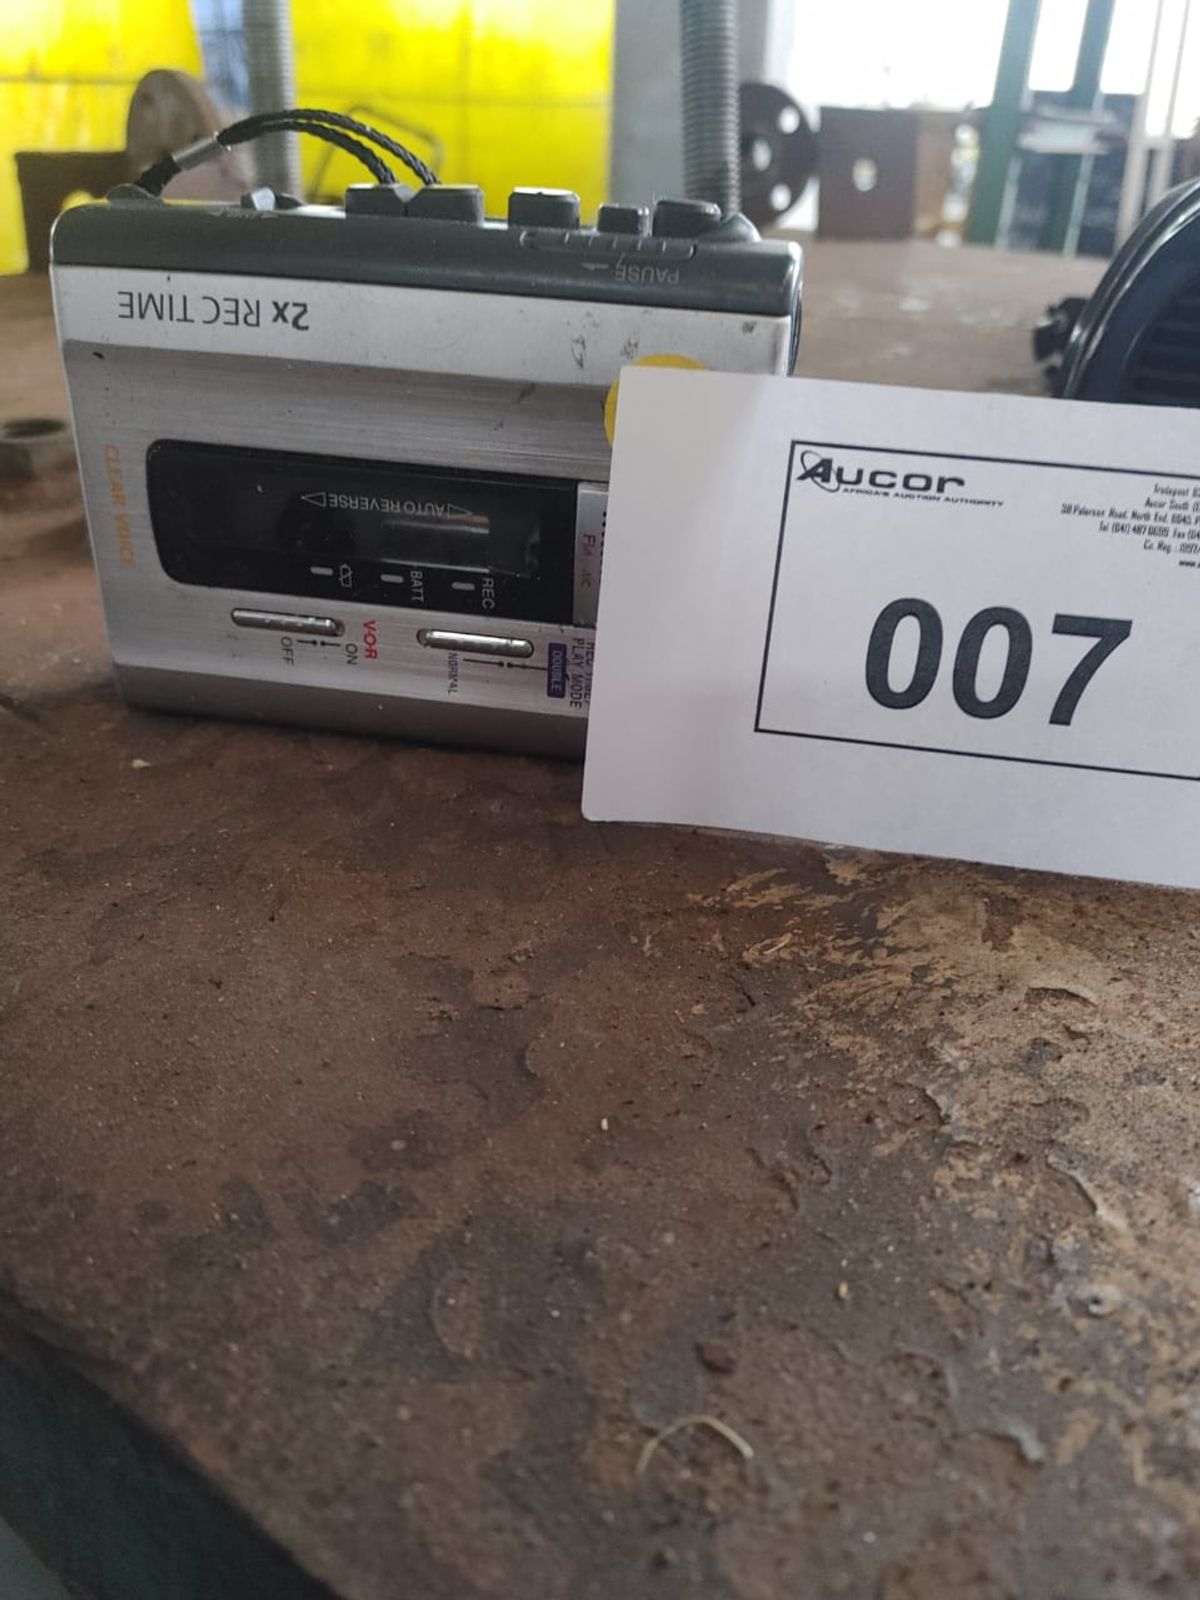 PAUSE
2x REC TIME
CLEAR VOICE
AUTO REVERSE
BATT
REC
V·O·R
ON
OFF
NORMAL
DOUBLE
PLAY MODE
AUCOR
AFRICA'S AUCTION AUTHORITY
007